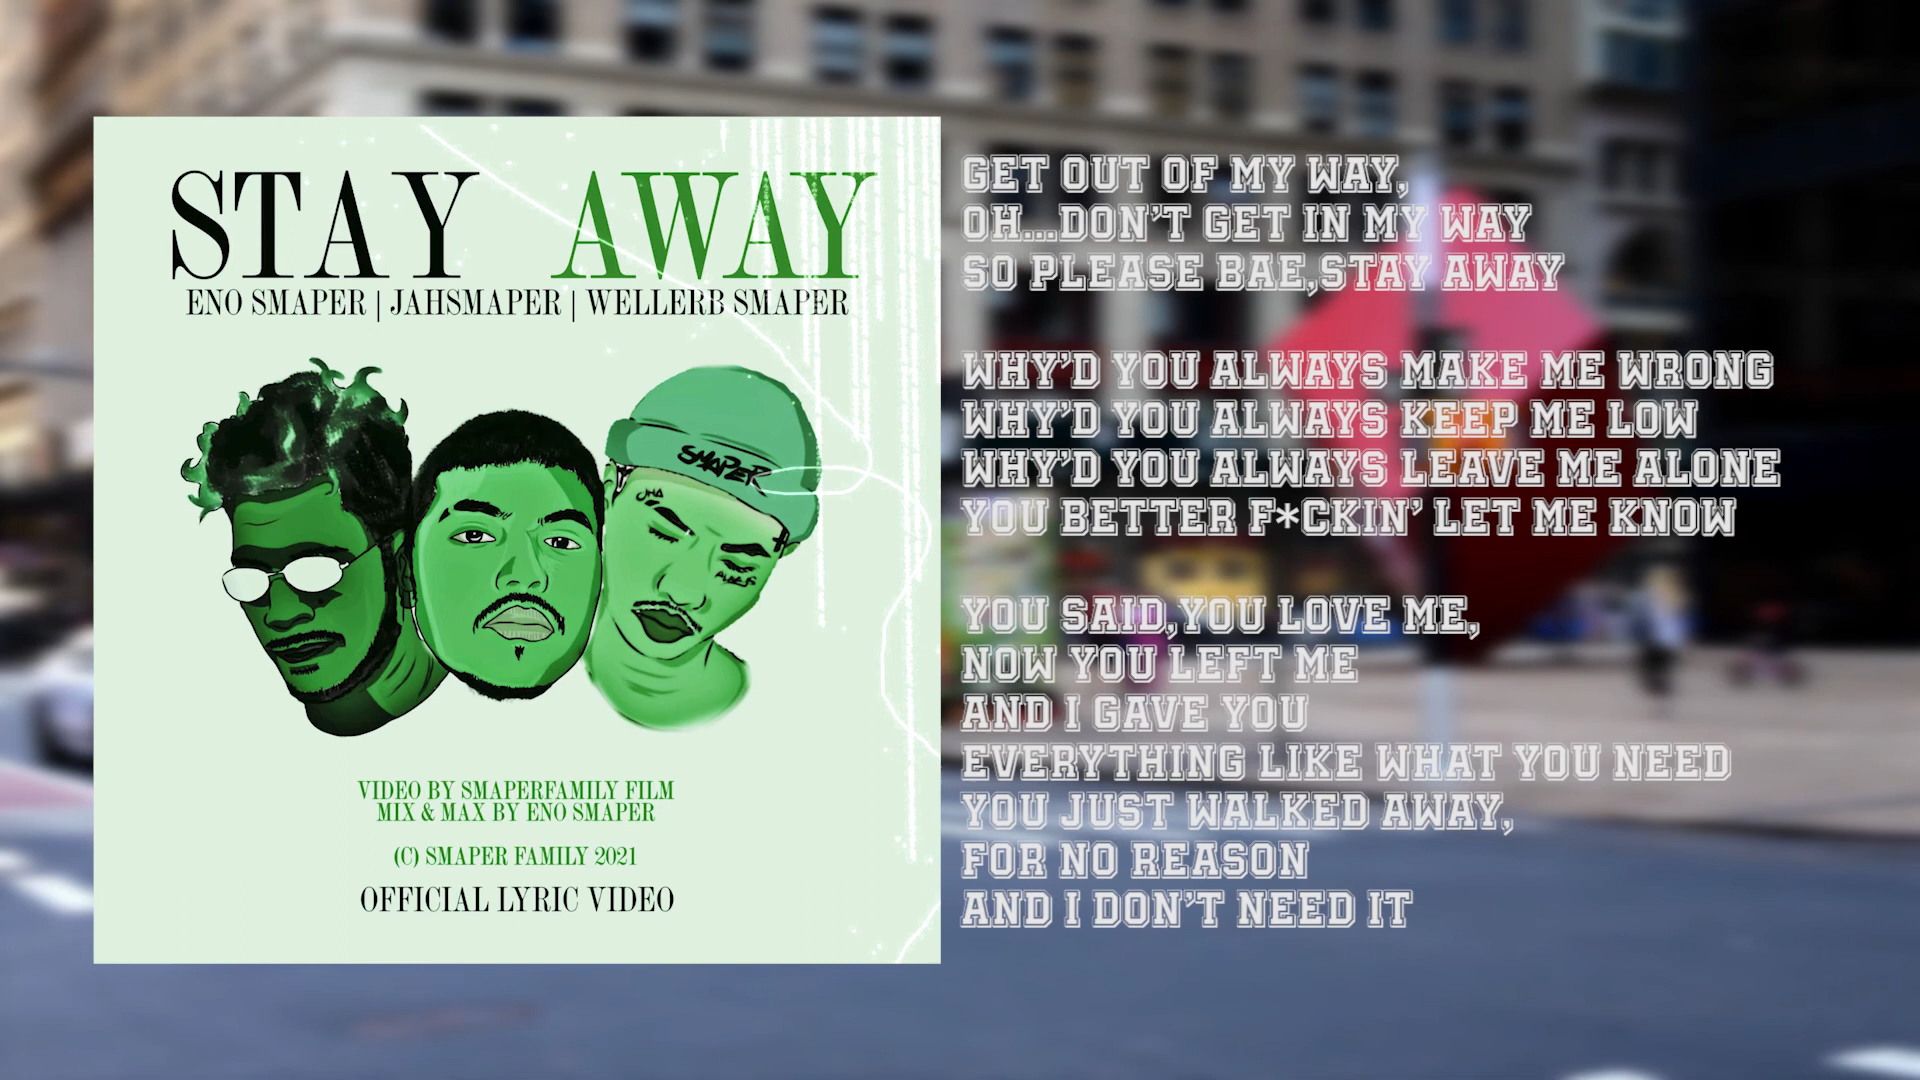 STAY AWAY
ENO SMAPER | JAHSMAPER | WELLERB SMAPER
SMAPER
VIDEO BY SMAPERFAMILY FILM
MIX & MAX BY ENO SMAPER
(C) SMAPER FAMILY 2021
OFFICIAL LYRIC VIDEO
GET OUT OF MY WAY,
OH...DON'T GET IN MY WAY
SO PLEASE BAE,STAY AWAY
WHY'D YOU ALWAYS MAKE ME WRONG
WHY'D YOU ALWAYS KEEP ME LOW
WHY'D YOU ALWAYS LEAVE ME ALONE
YOU BETTER F*CKIN' LET ME KNOW
YOU SAID,YOU LOVE ME,
NOW YOU LEFT ME
AND I GAVE YOU
EVERYTHING LIKE WHAT YOU NEED
YOU JUST WALKED AWAY,
FOR NO REASON
AND I DON'T NEED IT